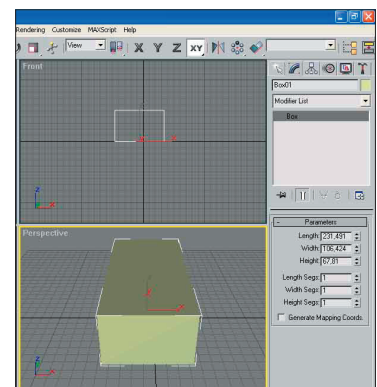 Rendering Customize MAXScript Help
View X Y Z XY
Front
Box01
Modifier List
Box
z
x
Parameters
Length: 231,491
Width: 106,424
Height: 67,81
Length Segs: 1
Width Segs: 1
Height Segs: 1
Generate Mapping Coords.
Perspective
z
x
z
x